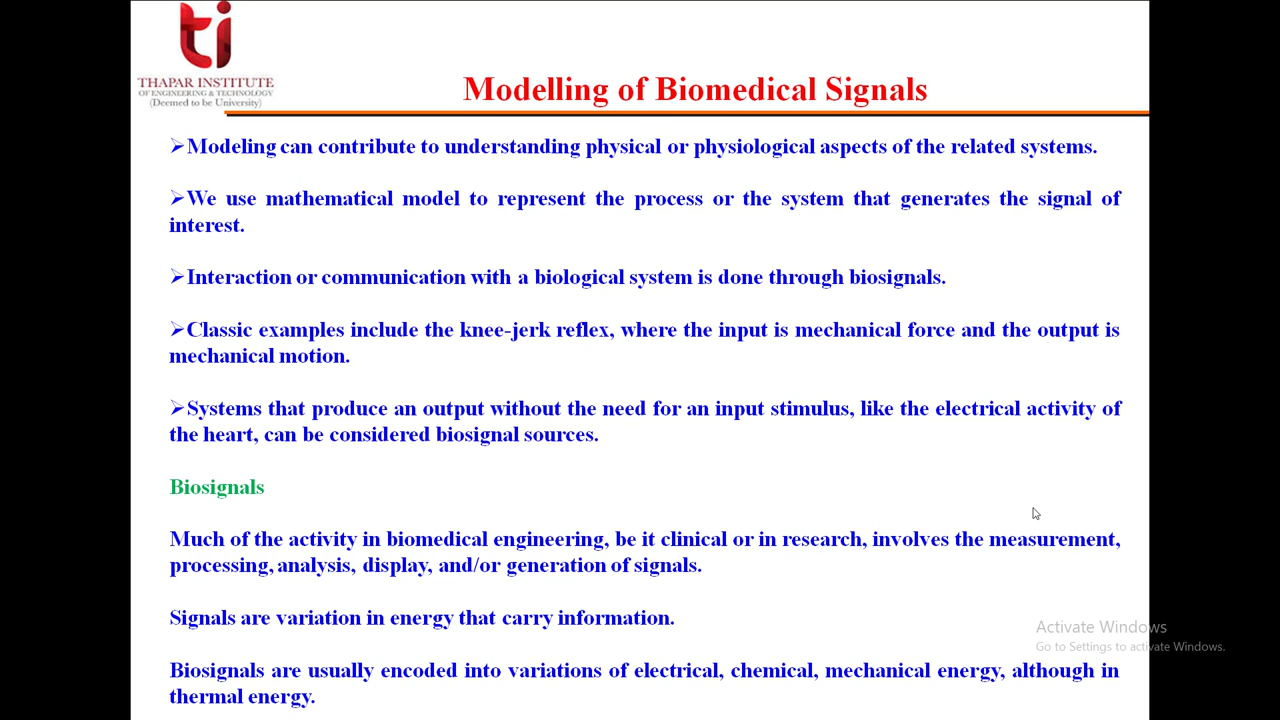 ti
THAPAR INSTITUTE
OF ENGINEERING & TECHNOLOGY
(Deemed to be University)
Modelling of Biomedical Signals
➢Modeling can contribute to understanding physical or physiological aspects of the related systems.
➢We use mathematical model to represent the process or the system that generates the signal of
interest.
➢Interaction or communication with a biological system is done through biosignals.
➢Classic examples include the knee-jerk reflex, where the input is mechanical force and the output is
mechanical motion.
➢Systems that produce an output without the need for an input stimulus, like the electrical activity of
the heart, can be considered biosignal sources.
Biosignals
Much of the activity in biomedical engineering, be it clinical or in research, involves the measurement,
processing, analysis, display, and/or generation of signals.
Signals are variation in energy that carry information.
Activate Windows
Go to Settings to activate Windows.
Biosignals are usually encoded into variations of electrical, chemical, mechanical energy, although in
thermal energy.